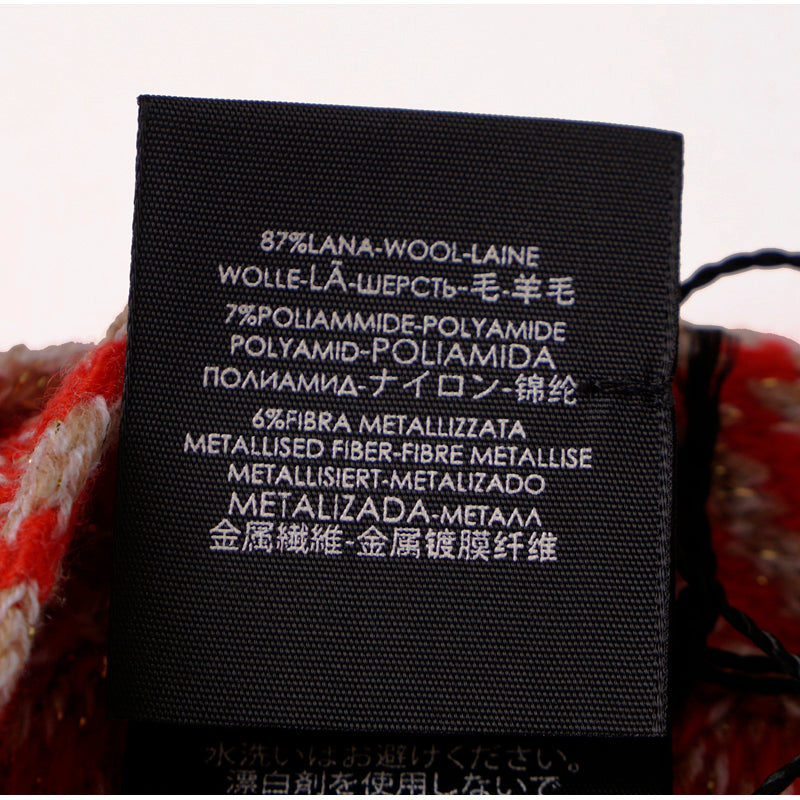 87%LANA-WOOL-LAINE
WOLLE-LĀ-ШЕРСТЬ-毛-羊毛
7%POLIAMMIDE-POLYAMIDE
POLYAMID-POLIAMIDA
ПОЛИАМИД-ナイロン-锦纶
6%FIBRA METALLIZZATA
METALLISED FIBER-FIBRE METALLISE
METALLISIERT-METALIZADO
METALIZADA-МЕТАЛЛ
金属繊維-金属镀膜纤维
水洗いはお避けください。
漂白剤を使用しないで